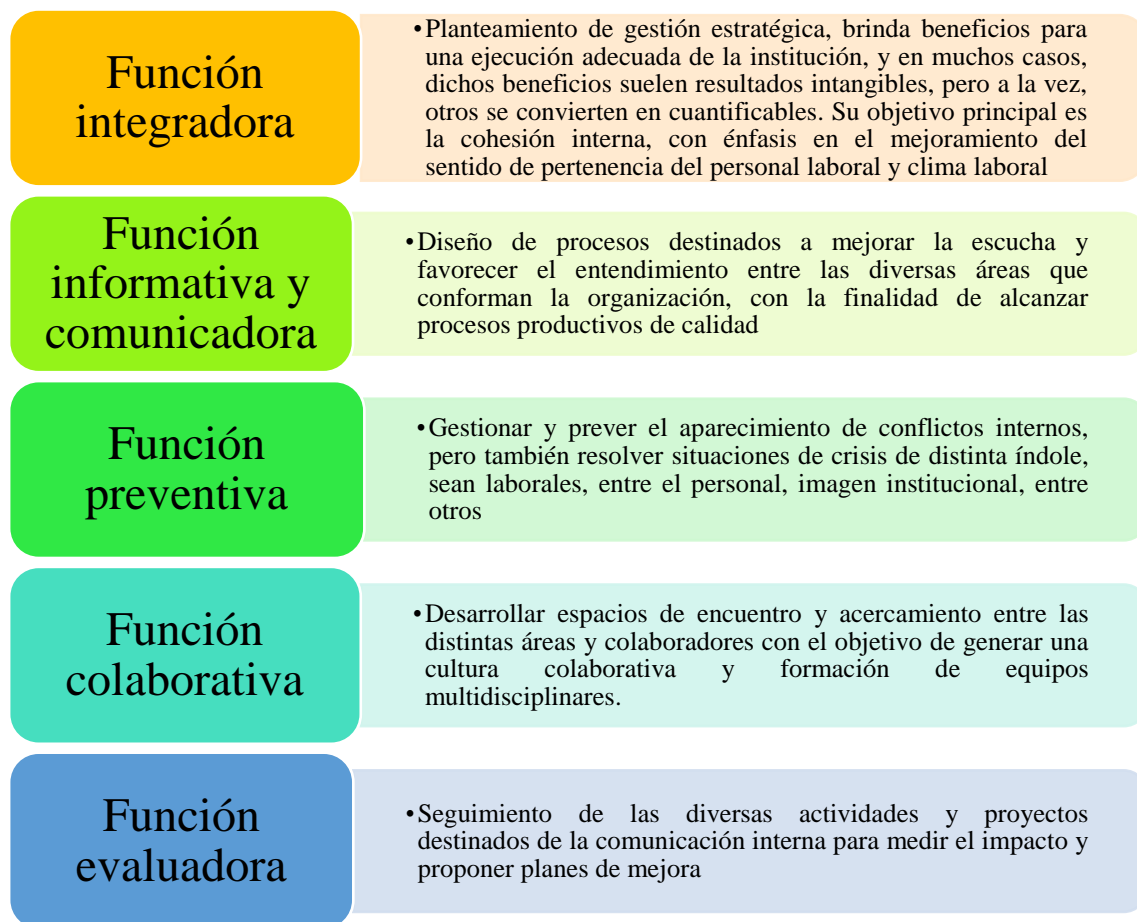 Función
integradora
•Planteamiento de gestión estratégica, brinda beneficios para
una ejecución adecuada de la institución, y en muchos casos,
dichos beneficios suelen resultados intangibles, pero a la vez,
otros se convierten en cuantificables. Su objetivo principal es
la cohesión interna, con énfasis en el mejoramiento del
sentido de pertenencia del personal laboral y clima laboral
Función
informativa y
comunicadora
•Diseño de procesos destinados a mejorar la escucha y
favorecer el entendimiento entre las diversas áreas que
conforman la organización, con la finalidad de alcanzar
procesos productivos de calidad
Función
preventiva
•Gestionar y prever el aparecimiento de conflictos internos,
pero también resolver situaciones de crisis de distinta índole,
sean laborales, entre el personal, imagen institucional, entre
otros
Función
colaborativa
•Desarrollar espacios de encuentro y acercamiento entre las
distintas áreas y colaboradores con el objetivo de generar una
cultura colaborativa y formación de equipos
multidisciplinares.
Función
evaluadora
•Seguimiento de las diversas actividades y proyectos
destinados de la comunicación interna para medir el impacto y
proponer planes de mejora